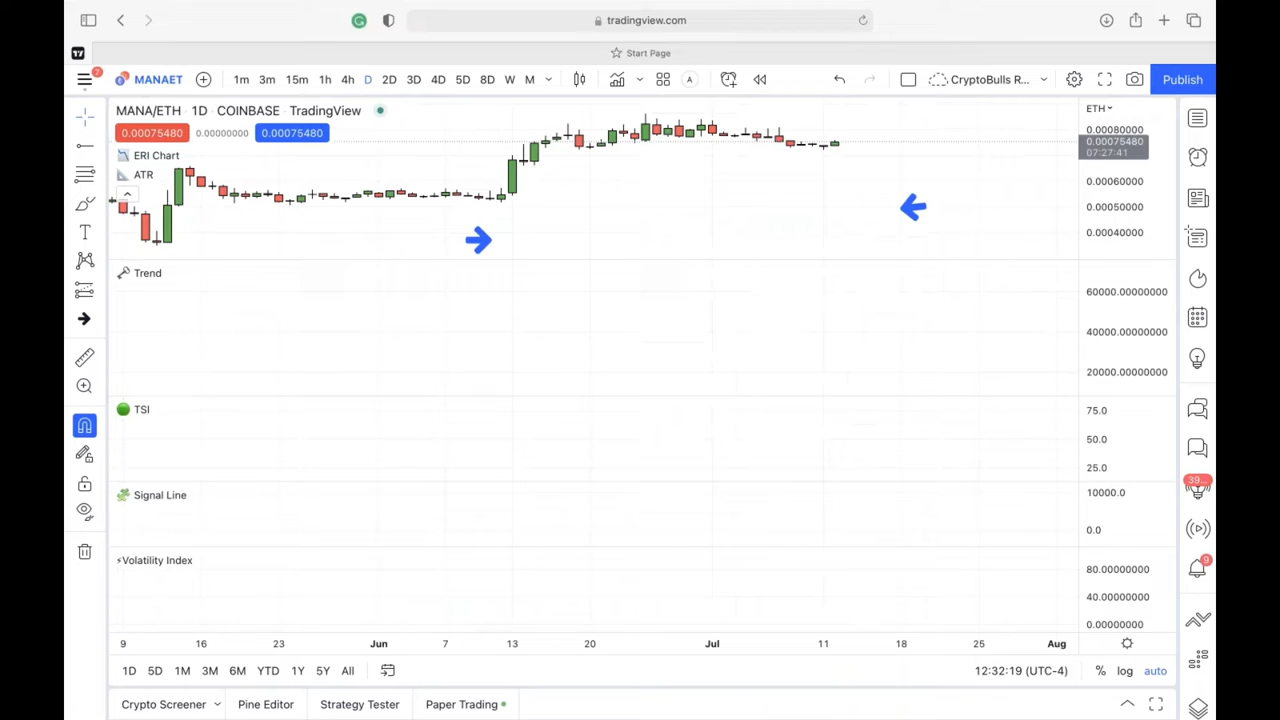 tradingview.com
Start Page
7
MANAET
1m 3m 15m 1h 4h D 2D 3D 4D 5D 8D W M
A
CryptoBulls R...
Publish
MANA/ETH 1D COINBASE TradingView
0.00075480 0.00000000 0.00075480
ERI Chart
ATR
ETH
0.00080000
0.00075480
07:27:41
0.00060000
0.00050000
0.00040000
Trend
60000.00000000
40000.00000000
20000.00000000
TSI
75.0
50.0
25.0
Signal Line
10000.0
0.0
39...
Volatility Index
80.00000000
40.00000000
0.00000000
9
9 16 23 Jun 7 13 20 Jul 11 18 25 Aug
1D 5D 1M 3M 6M YTD 1Y 5Y All
12:32:19 (UTC-4) % log auto
Crypto Screener Pine Editor Strategy Tester Paper Trading